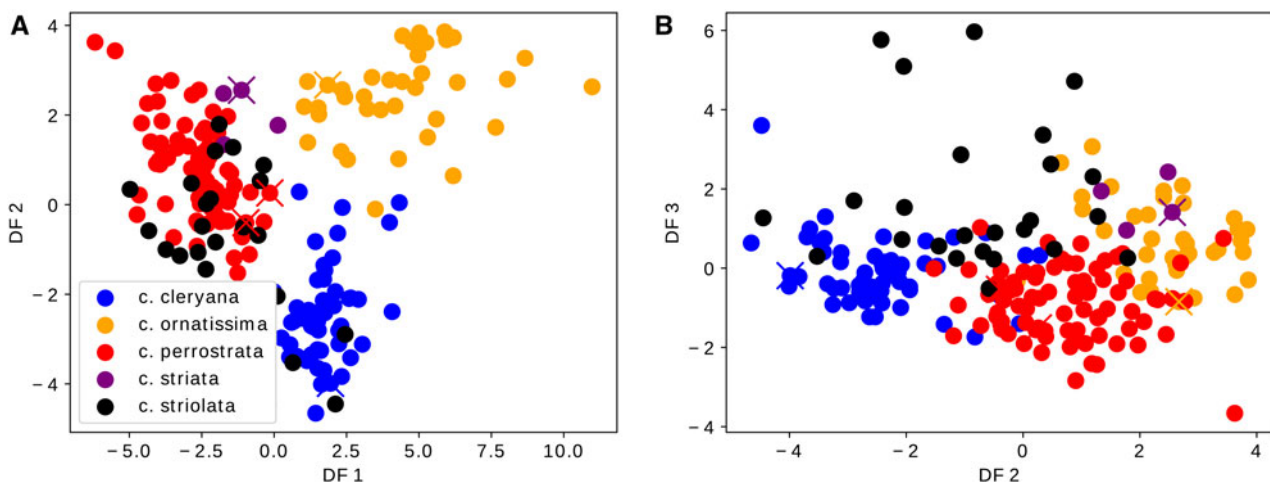 A
4
2
0
−2
−4
DF 2
c. cleryana
c. ornatissima
c. perrostrata
c. striata
c. striolata
−5.0 −2.5 0.0 2.5 5.0 7.5 10.0
DF 1
B
6
4
2
0
−2
−4
DF 3
−4 −2 0 2 4
DF 2